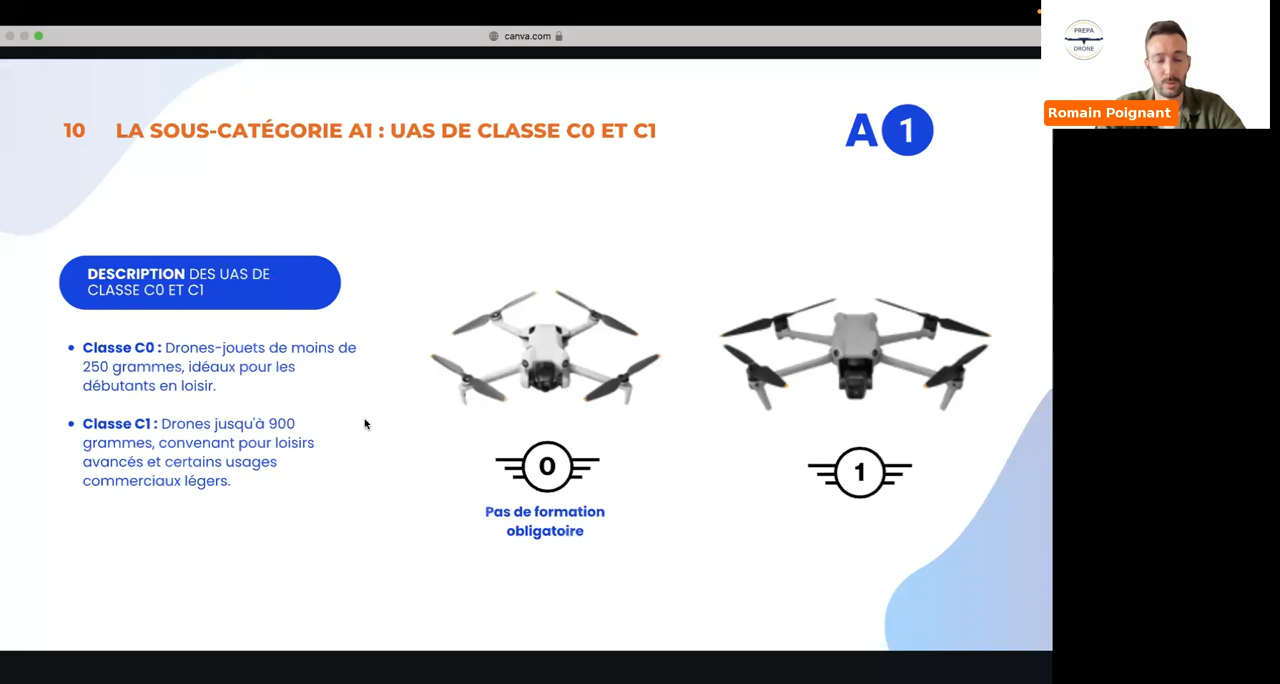 canva.com
PREPA
DRONE
Romain Poignant
10 LA SOUS-CATÉGORIE A1 : UAS DE CLASSE C0 ET C1
A 1
DESCRIPTION DES UAS DE
CLASSE C0 ET C1
• Classe C0 : Drones-jouets de moins de
250 grammes, idéaux pour les
débutants en loisir.
• Classe C1 : Drones jusqu'à 900
grammes, convenant pour loisirs
avancés et certains usages
commerciaux légers.
0
Pas de formation
obligatoire
1